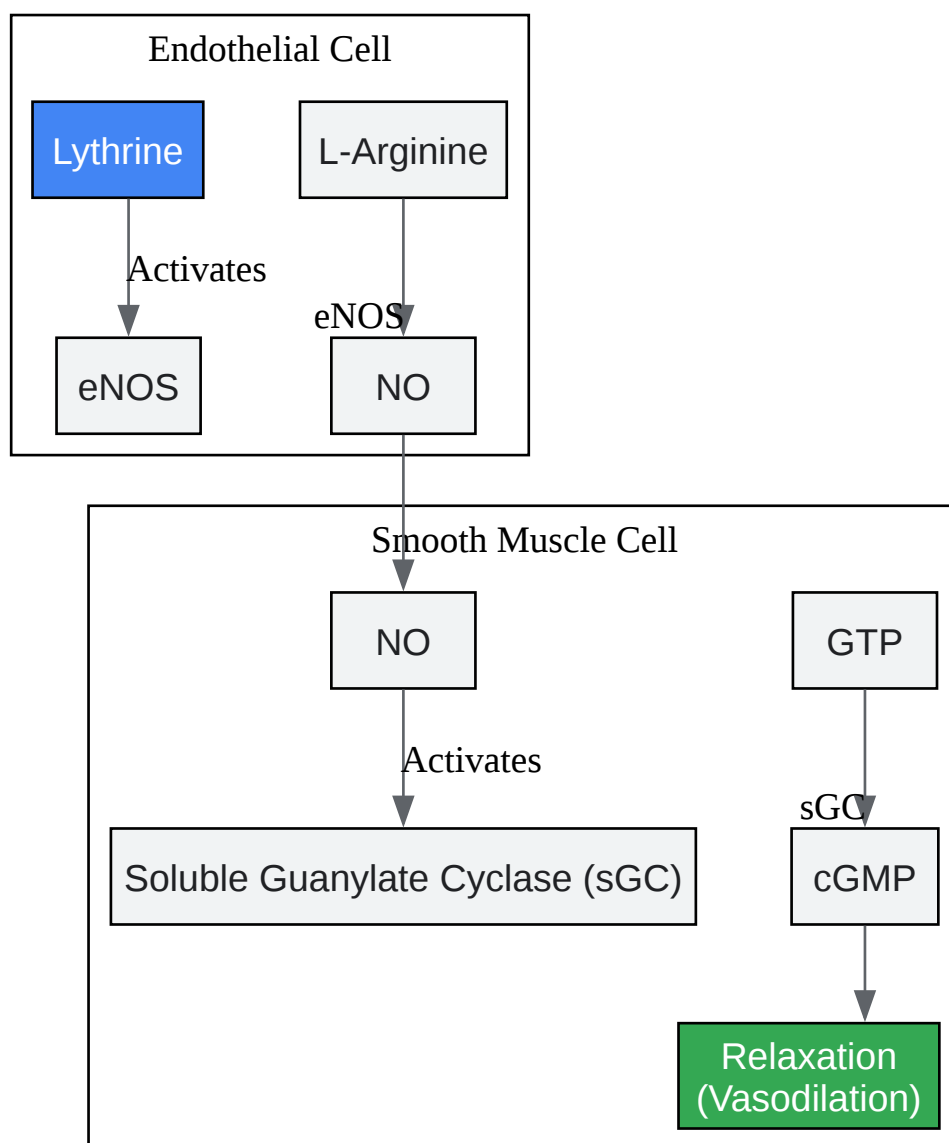 Endothelial Cell
Lythrine
L-Arginine
Activates
eNOS
eNOS
NO
Smooth Muscle Cell
NO
GTP
Activates
sGC
Soluble Guanylate Cyclase (sGC)
cGMP
Relaxation
(Vasodilation)